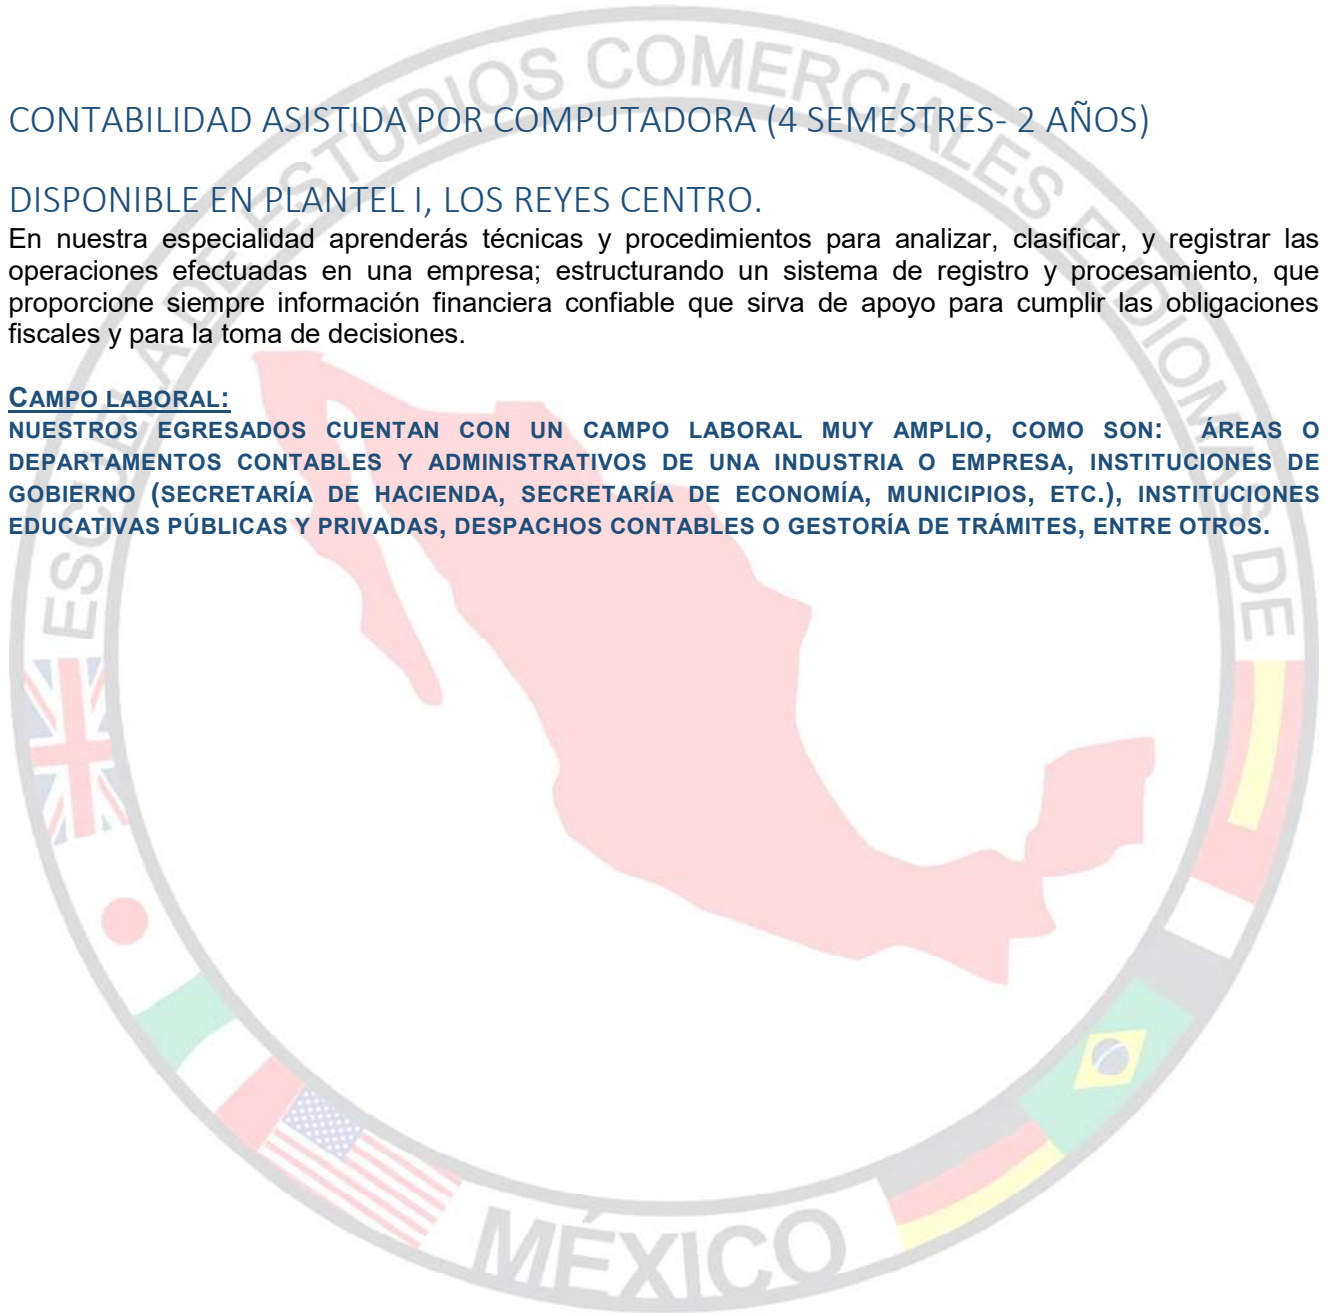 CONTABILIDAD ASISTIDA POR COMPUTADORA (4 SEMESTRES- 2 AÑOS)
DISPONIBLE EN PLANTEL I, LOS REYES CENTRO.
En nuestra especialidad aprenderás técnicas y procedimientos para analizar, clasificar, y registrar las
operaciones efectuadas en una empresa; estructurando un sistema de registro y procesamiento, que
proporcione siempre información financiera confiable que sirva de apoyo para cumplir las obligaciones
fiscales y para la toma de decisiones.
CAMPO LABORAL:
NUESTROS EGRESADOS CUENTAN CON UN CAMPO LABORAL MUY AMPLIO, COMO SON: ÁREAS O
DEPARTAMENTOS CONTABLES Y ADMINISTRATIVOS DE UNA INDUSTRIA O EMPRESA, INSTITUCIONES DE
GOBIERNO (SECRETARÍA DE HACIENDA, SECRETARÍA DE ECONOMÍA, MUNICIPIOS, ETC.), INSTITUCIONES
EDUCATIVAS PÚBLICAS Y PRIVADAS, DESPACHOS CONTABLES O GESTORÍA DE TRÁMITES, ENTRE OTROS.
ESCUELA DE ESTUDIOS COMERCIALES E IDIOMAS DE
MÉXICO